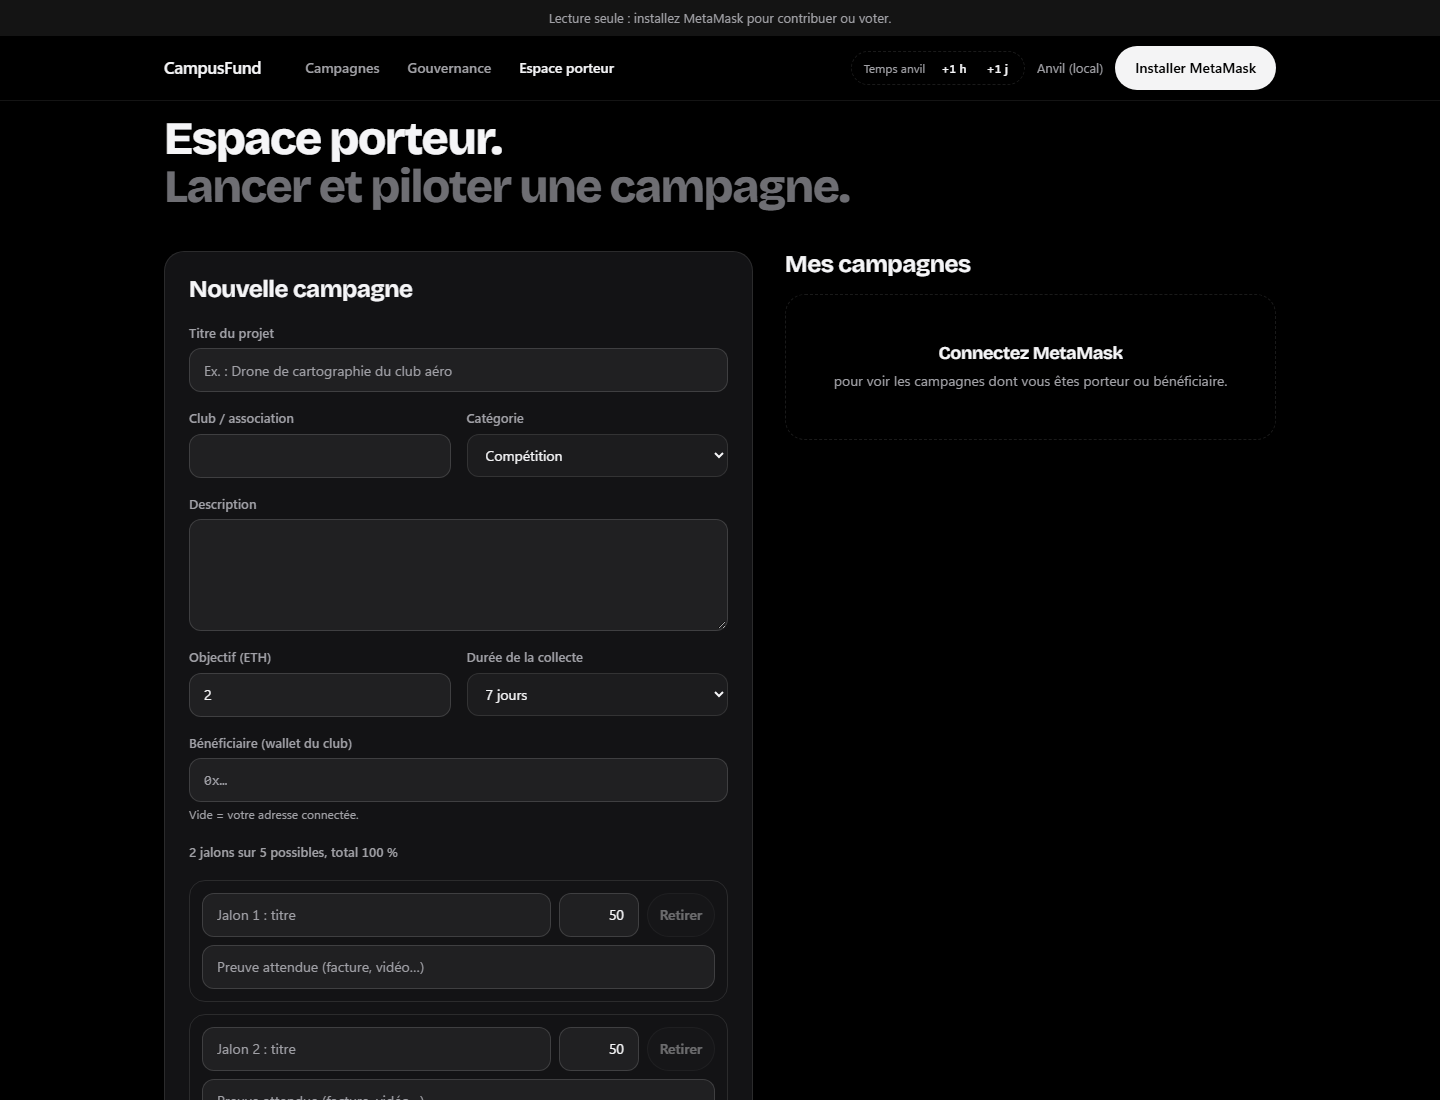 Lecture seule : installez MetaMask pour contribuer ou voter.
CampusFund Campagnes Gouvernance Espace porteur Temps anvil +1 h +1 j Anvil (local) Installer MetaMask
Espace porteur.
Lancer et piloter une campagne.
Nouvelle campagne
Titre du projet
Ex. : Drone de cartographie du club aéro
Club / association Catégorie
Compétition
Description
Objectif (ETH) Durée de la collecte
2 7 jours
Bénéficiaire (wallet du club)
0x…
Vide = votre adresse connectée.
2 jalons sur 5 possibles, total 100 %
Jalon 1 : titre 50 Retirer
Preuve attendue (facture, vidéo…)
Jalon 2 : titre 50 Retirer
Preuve attendue (facture, vidéo…)
Mes campagnes
Connectez MetaMask
pour voir les campagnes dont vous êtes porteur ou bénéficiaire.